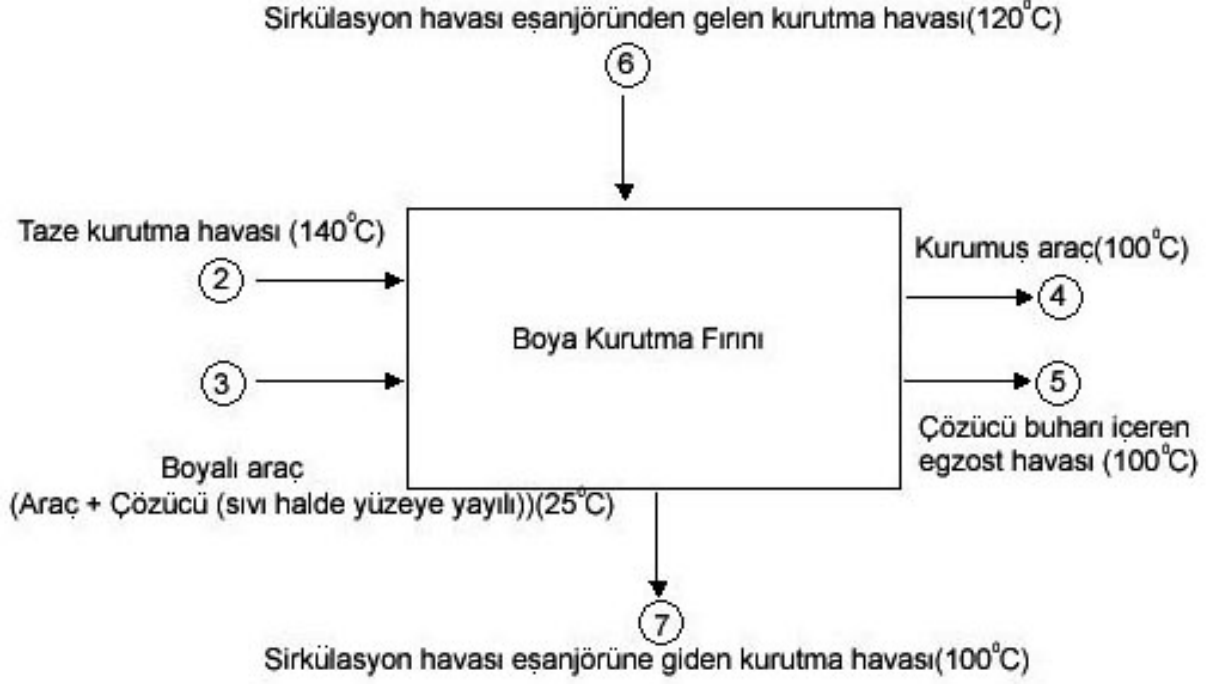 Sirkülasyon havası eşanjöründen gelen kurutma havası(120°C)
6
Taze kurutma havası (140°C)
2
Kurumuş araç(100°C)
4
Boya Kurutma Fırını
3
5
Boyalı araç
(Araç + Çözücü (sıvı halde yüzeye yayılı))(25°C)
Çözücü buharı içeren
egzost havası (100°C)
7
Sirkülasyon havası eşanjörüne giden kurutma havası(100°C)